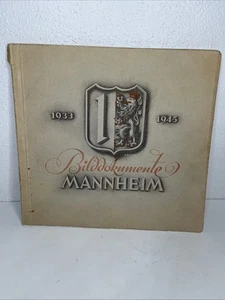 1933 1945
Bilddokumente
MANNHEIM